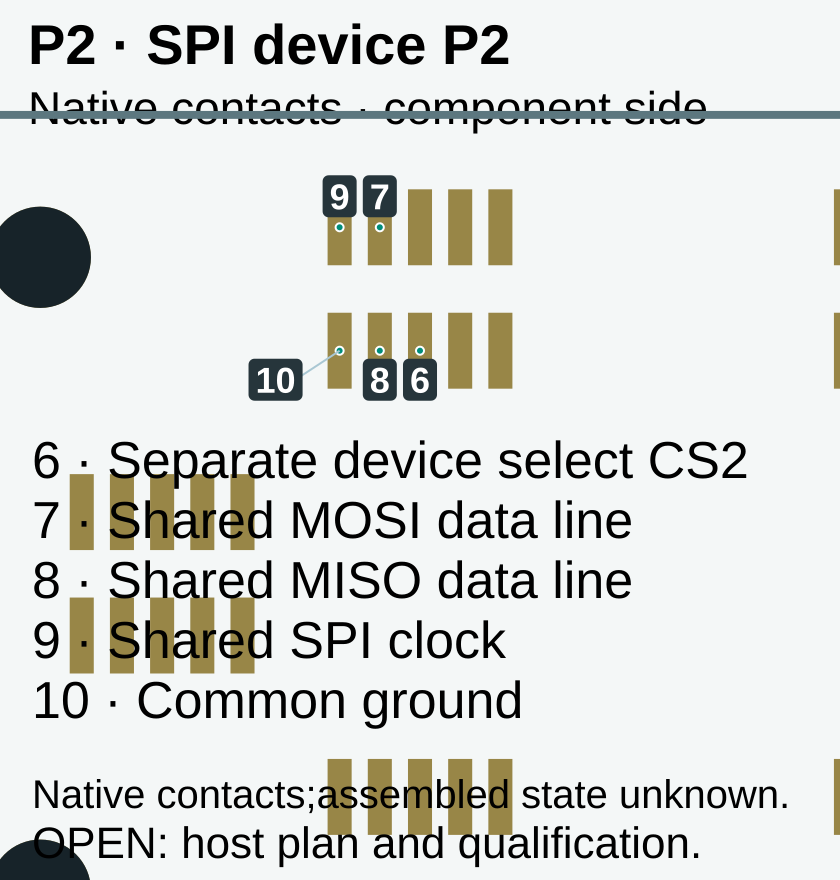 P2 · SPI device P2
Native contacts · component side
9 7
10 8 6
6 · Separate device select CS2
7 · Shared MOSI data line
8 · Shared MISO data line
9 · Shared SPI clock
10 · Common ground
Native contacts;assembled state unknown.
OPEN: host plan and qualification.